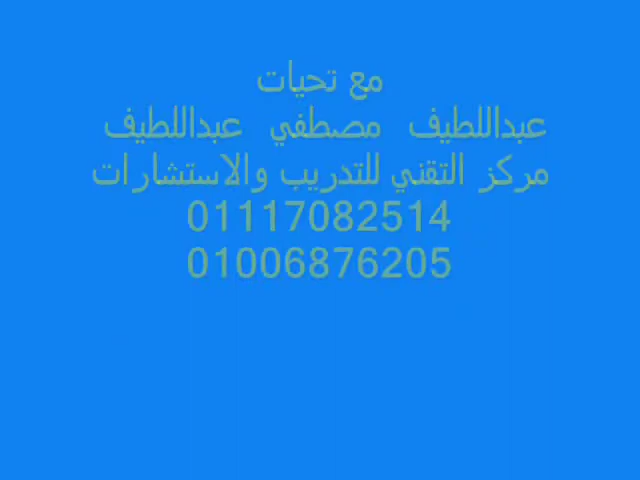 مع تحيات
عبداللطيف مصطفي عبداللطيف
مركز التقني للتدريب والاستشارات
01117082514
01006876205